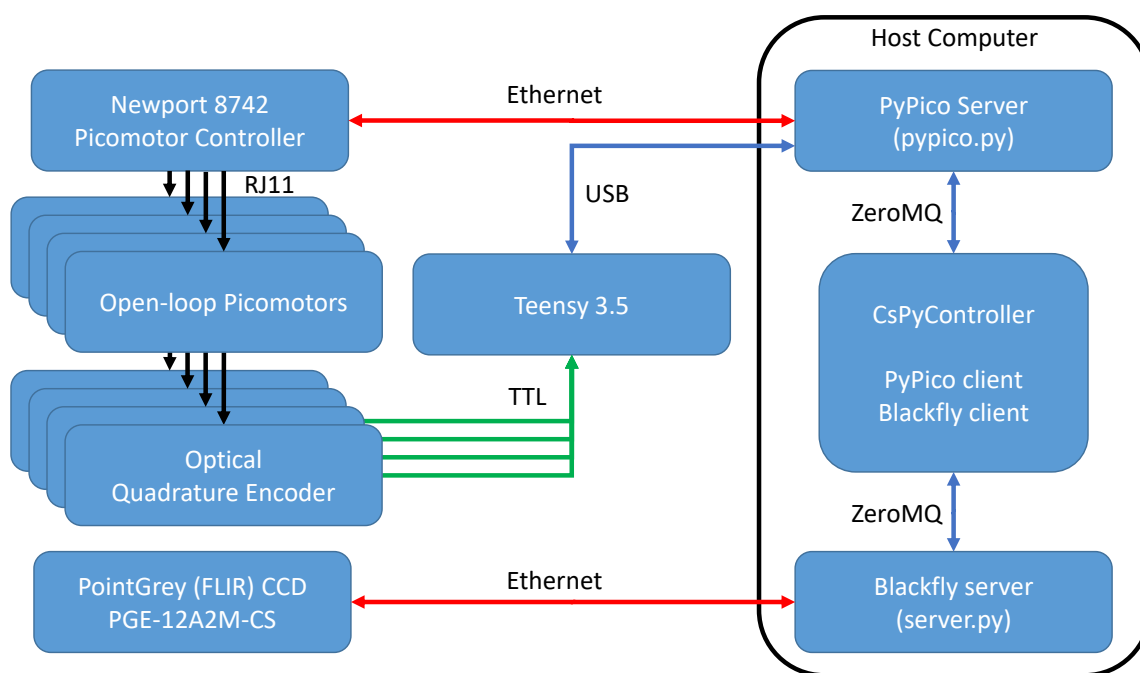 Host Computer
Newport 8742
Picomotor Controller
Ethernet
PyPico Server
(pypico.py)
RJ11
USB
ZeroMQ
Open-loop Picomotors
Teensy 3.5
CsPyController
PyPico client
Blackfly client
TTL
Optical
Quadrature Encoder
ZeroMQ
PointGrey (FLIR) CCD
PGE-12A2M-CS
Ethernet
Blackfly server
(server.py)